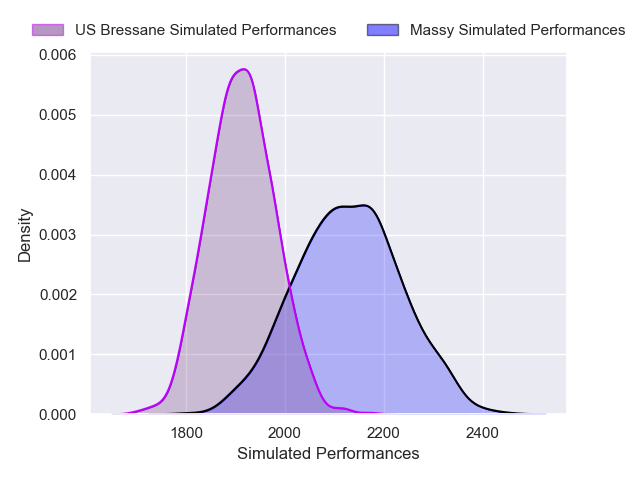 US Bressane Simulated Performances
Massy Simulated Performances
0.006
0.005
0.004
0.003
0.002
0.001
0.000
Density
1800
2000
2200
2400
Simulated Performances